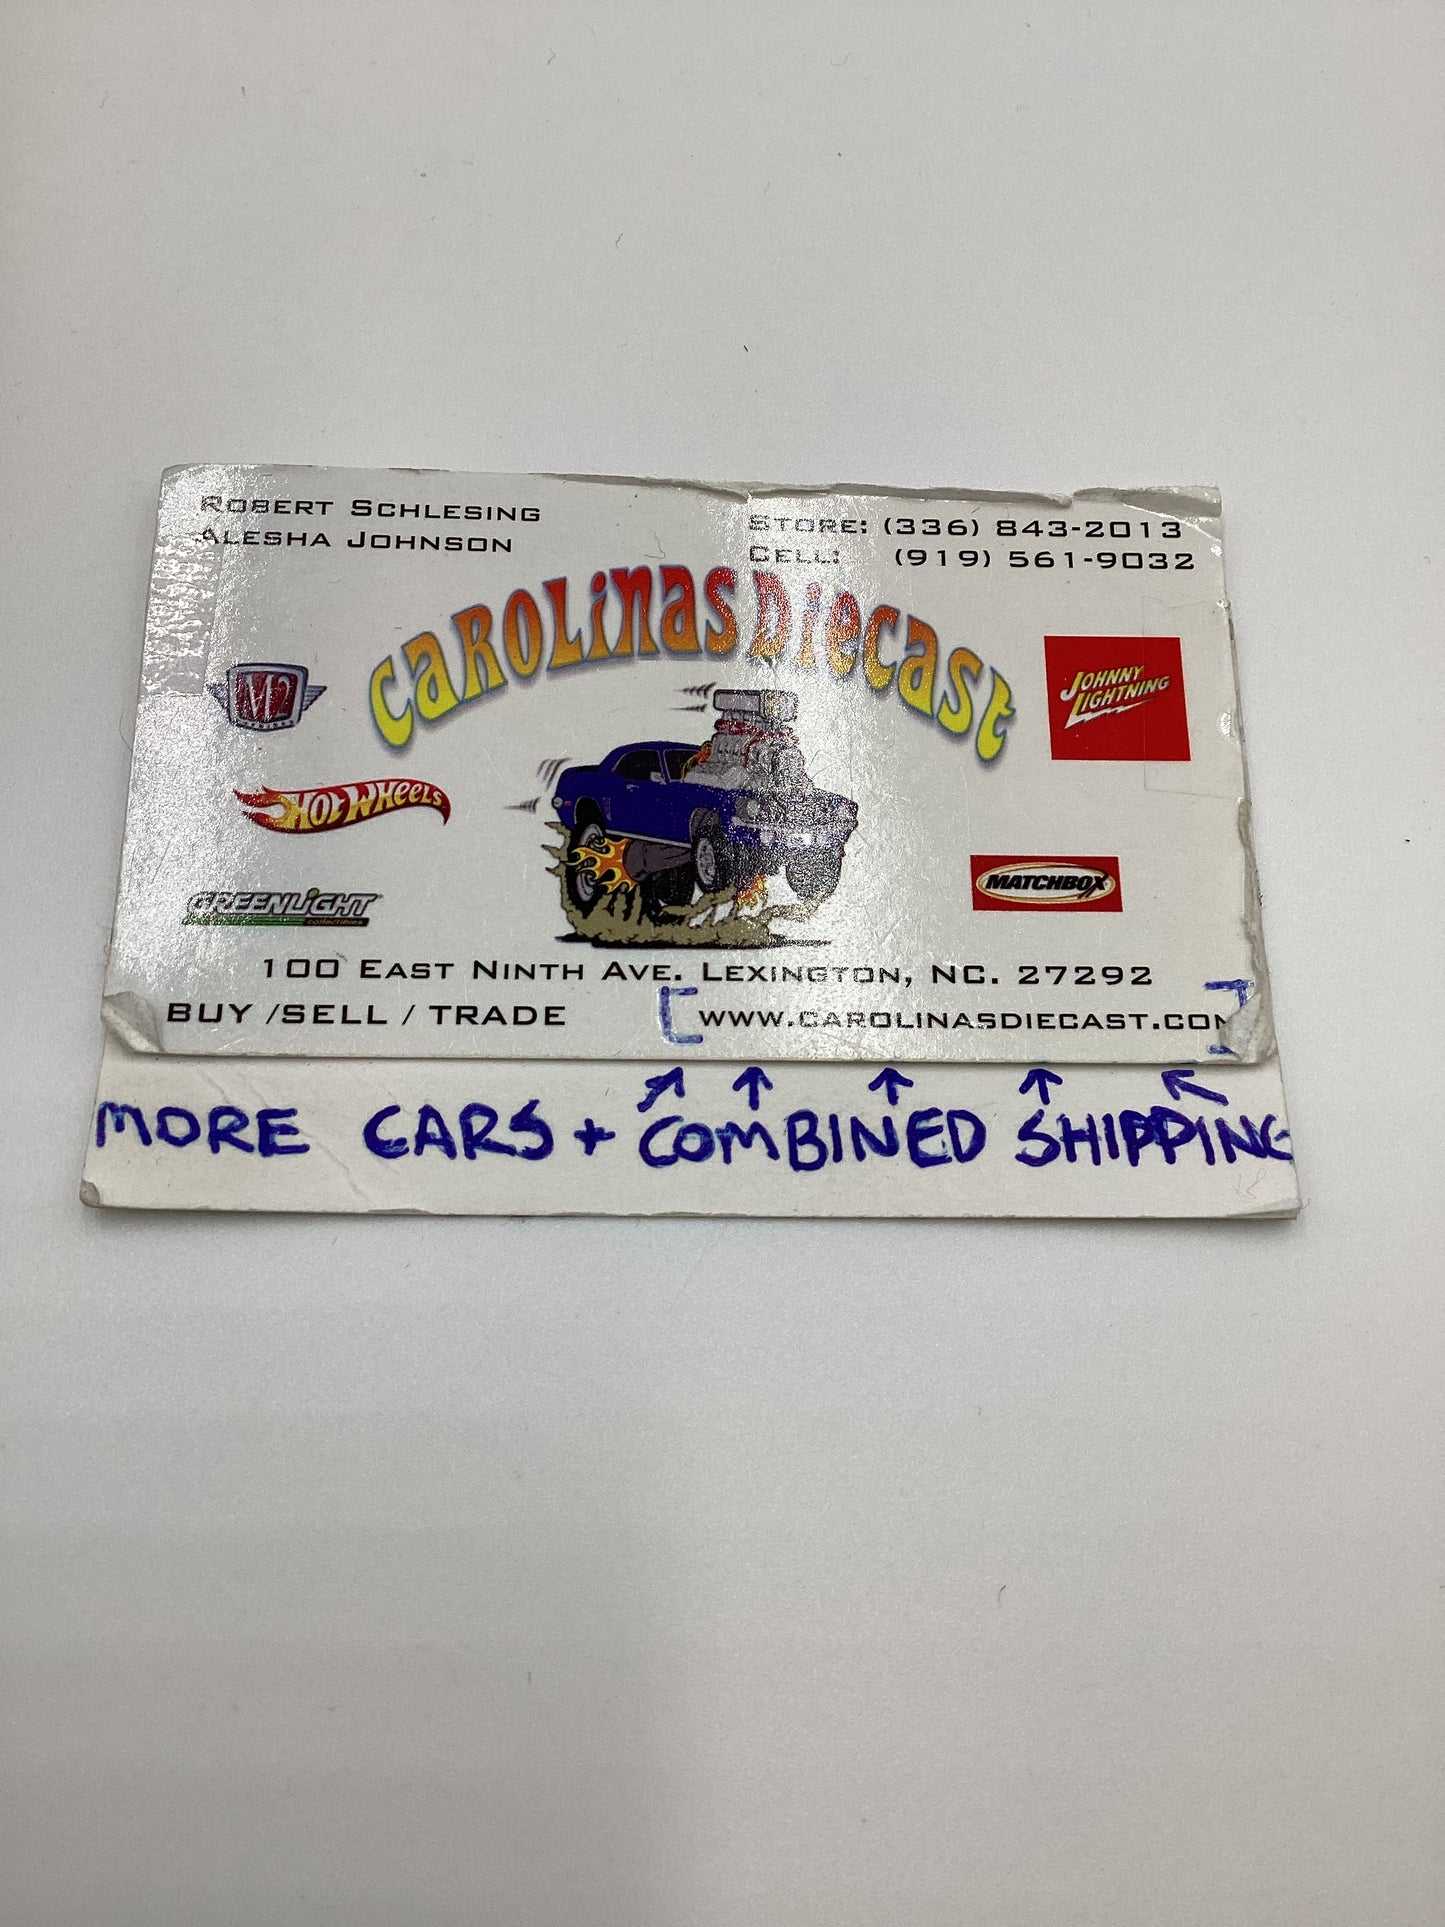 ROBERT SCHLESING
ALESHA JOHNSON
STORE: (336) 843-2013
CELL: (919) 561-9032
CAROLINAS DIECAST
M2
JOHNNY
LIGHTNING
HOT WHEELS
GREENLIGHT
collectibles
MATCHBOX
100 EAST NINTH AVE. LEXINGTON, NC. 27292
BUY /SELL / TRADE
[ WWW.CAROLINASDIECAST.COM ]
MORE CARS + COMBINED SHIPPING